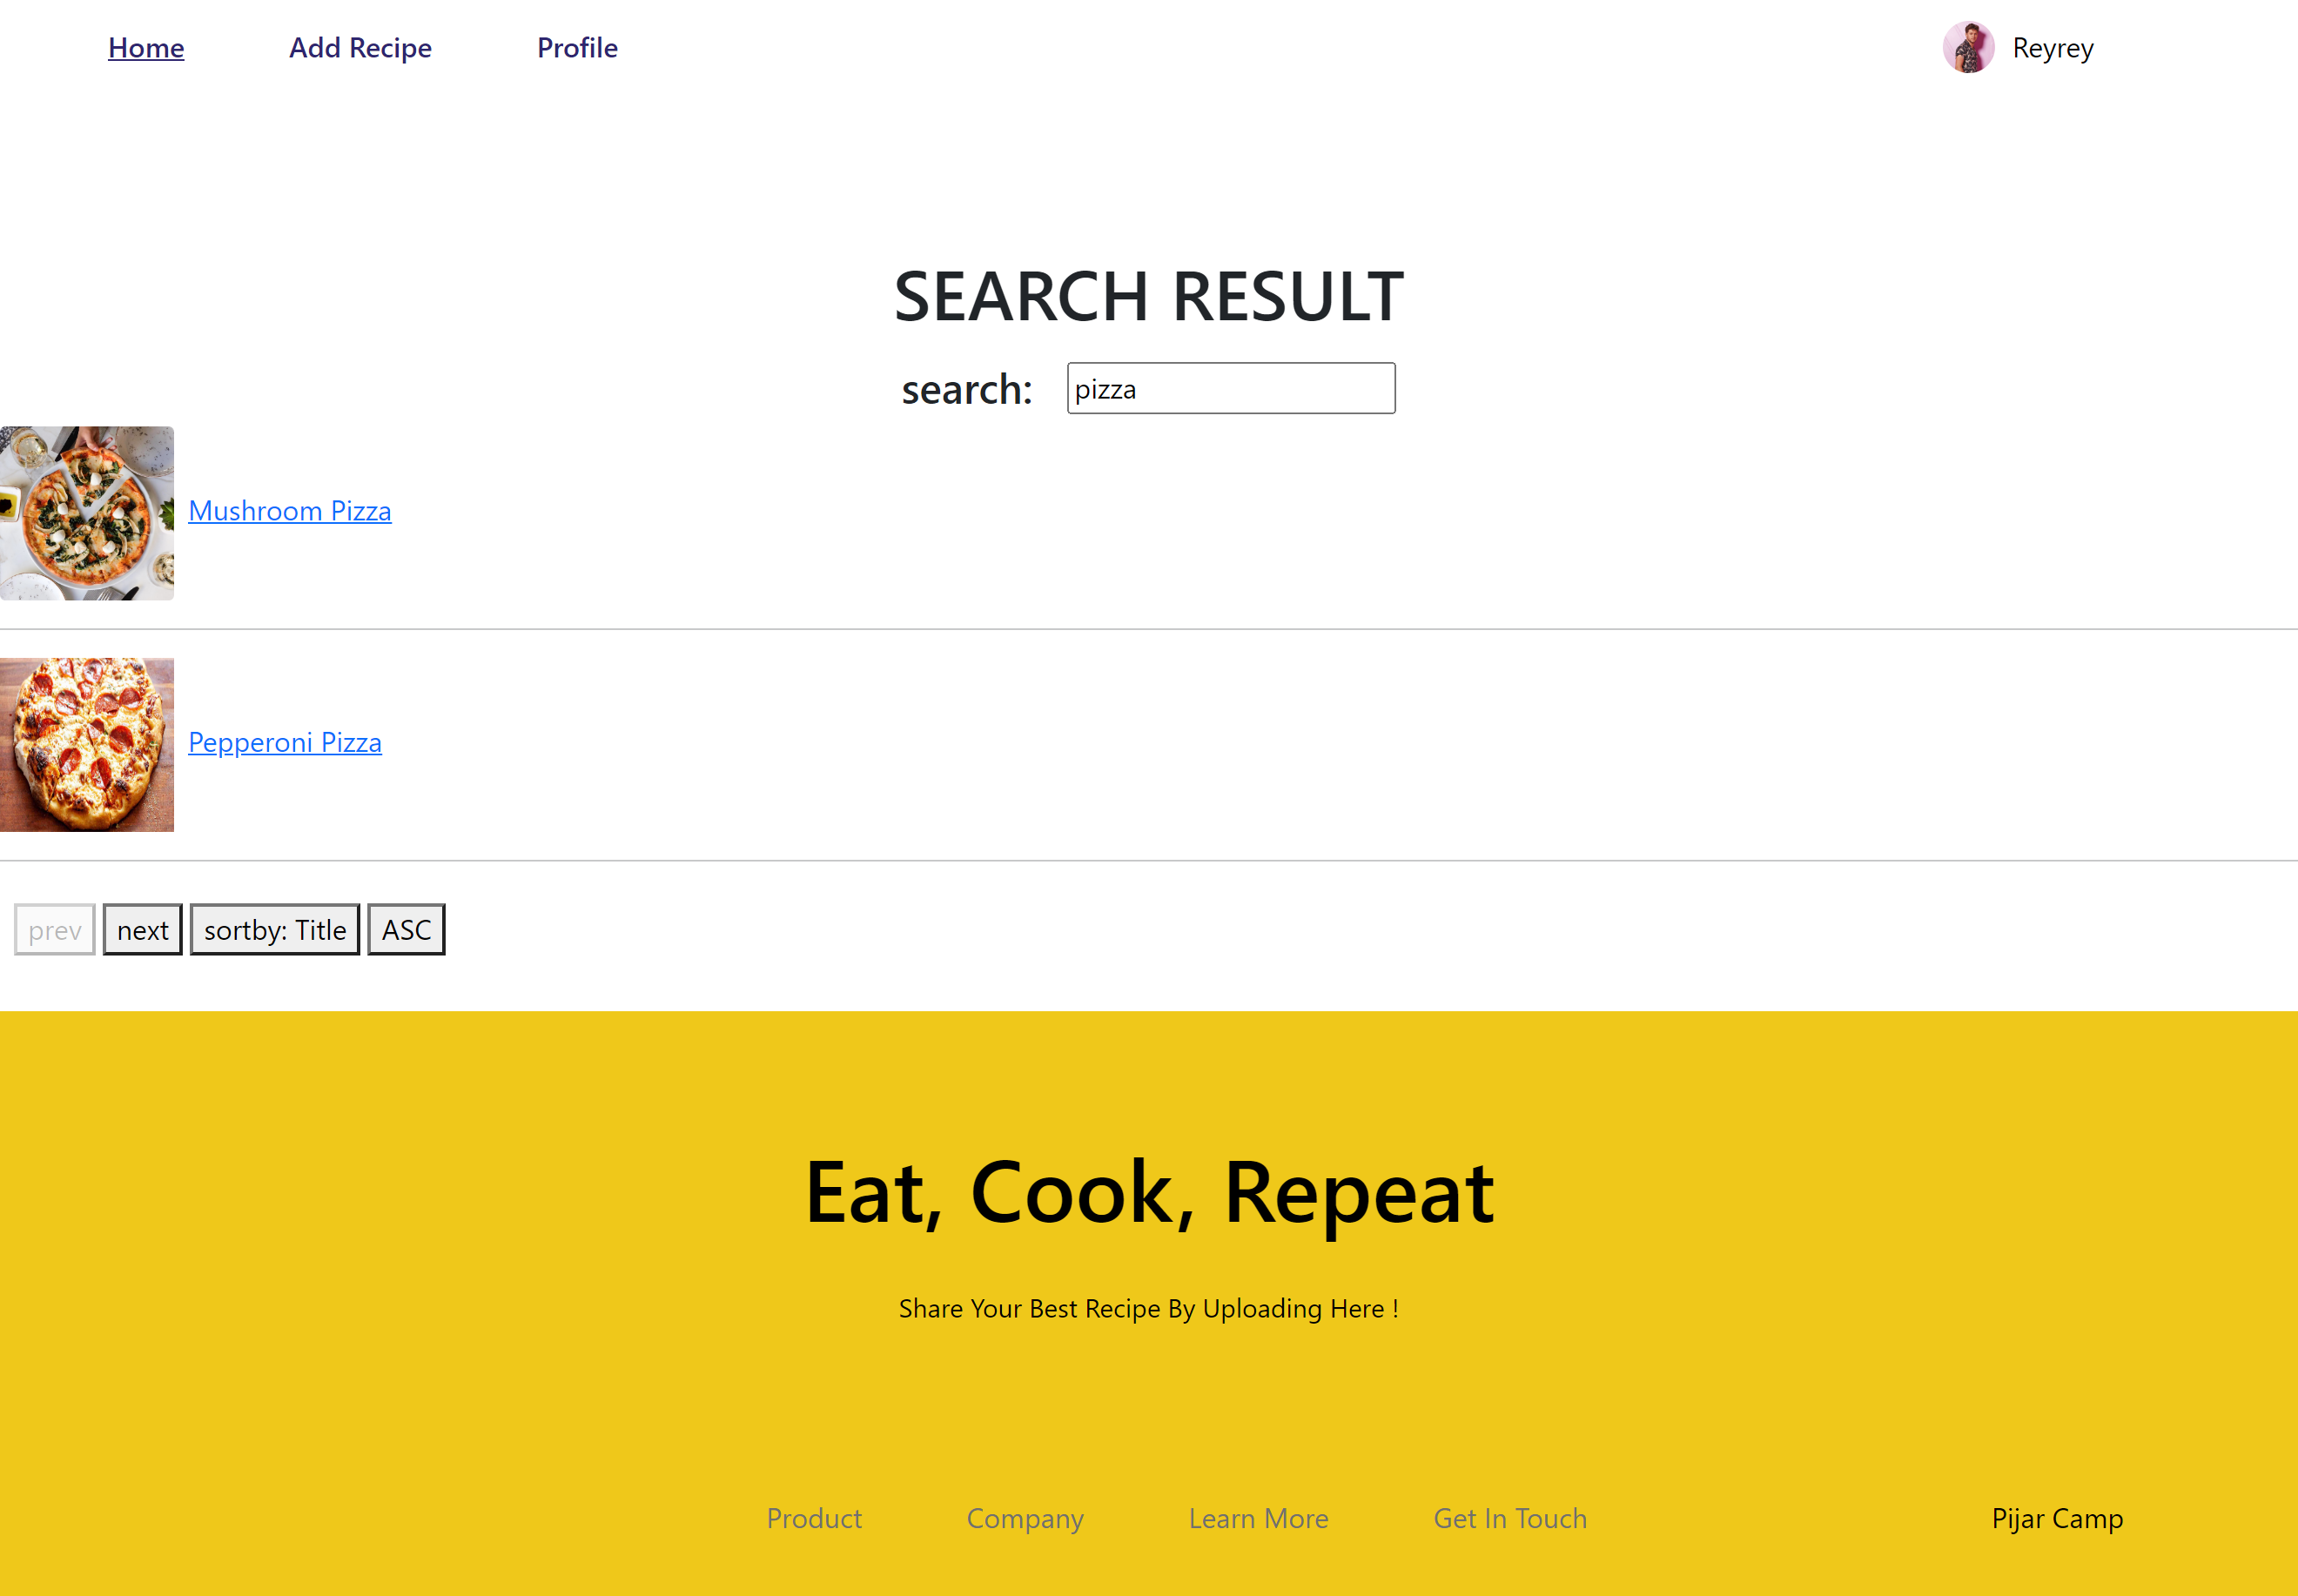 Home Add Recipe Profile Reyrey
SEARCH RESULT
search: pizza
Mushroom Pizza
Pepperoni Pizza
prev next sortby: Title ASC
Eat, Cook, Repeat
Share Your Best Recipe By Uploading Here !
Product Company Learn More Get In Touch Pijar Camp